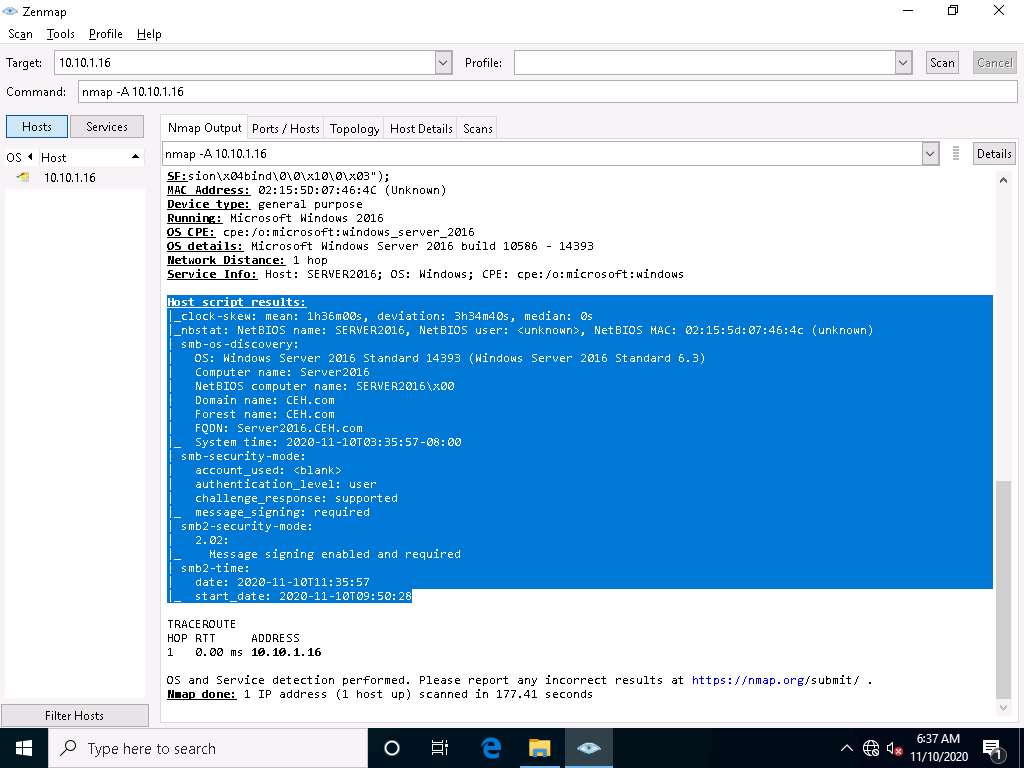 Zenmap
Scan Tools Profile Help
Target: 10.10.1.16 Profile: Scan Cancel
Command: nmap -A 10.10.1.16
Hosts Services
Nmap Output Ports / Hosts Topology Host Details Scans
OS Host
10.10.1.16
nmap -A 10.10.1.16 Details
SF:sion\x04bind\0\0\x10\0\x03");
MAC Address: 02:15:5D:07:46:4C (Unknown)
Device type: general purpose
Running: Microsoft Windows 2016
OS CPE: cpe:/o:microsoft:windows_server_2016
OS details: Microsoft Windows Server 2016 build 10586 - 14393
Network Distance: 1 hop
Service Info: Host: SERVER2016; OS: Windows; CPE: cpe:/o:microsoft:windows
Host script results:
|_clock-skew: mean: 1h36m00s, deviation: 3h34m40s, median: 0s
|_nbstat: NetBIOS name: SERVER2016, NetBIOS user: <unknown>, NetBIOS MAC: 02:15:5d:07:46:4c (unknown)
| smb-os-discovery:
|   OS: Windows Server 2016 Standard 14393 (Windows Server 2016 Standard 6.3)
|   Computer name: Server2016
|   NetBIOS computer name: SERVER2016\x00
|   Domain name: CEH.com
|   Forest name: CEH.com
|   FQDN: Server2016.CEH.com
|_  System time: 2020-11-10T03:35:57-08:00
| smb-security-mode:
|   account_used: <blank>
|   authentication_level: user
|   challenge_response: supported
|_  message_signing: required
| smb2-security-mode:
|   2.02:
|_    Message signing enabled and required
| smb2-time:
|   date: 2020-11-10T11:35:57
|_  start_date: 2020-11-10T09:50:28
TRACEROUTE
HOP RTT     ADDRESS
1   0.00 ms 10.10.1.16
OS and Service detection performed. Please report any incorrect results at https://nmap.org/submit/ .
Nmap done: 1 IP address (1 host up) scanned in 177.41 seconds
Filter Hosts
Type here to search
6:37 AM
11/10/2020
1